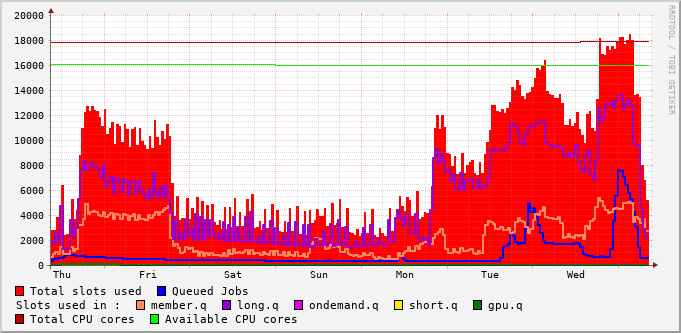 RRDTOOL / TOBI OETIKER
20000
18000
16000
14000
12000
10000
8000
6000
4000
2000
0
Thu Fri Sat Sun Mon Tue Wed
Total slots used Queued Jobs
Slots used in : member.q long.q ondemand.q short.q gpu.q
Total CPU cores Available CPU cores